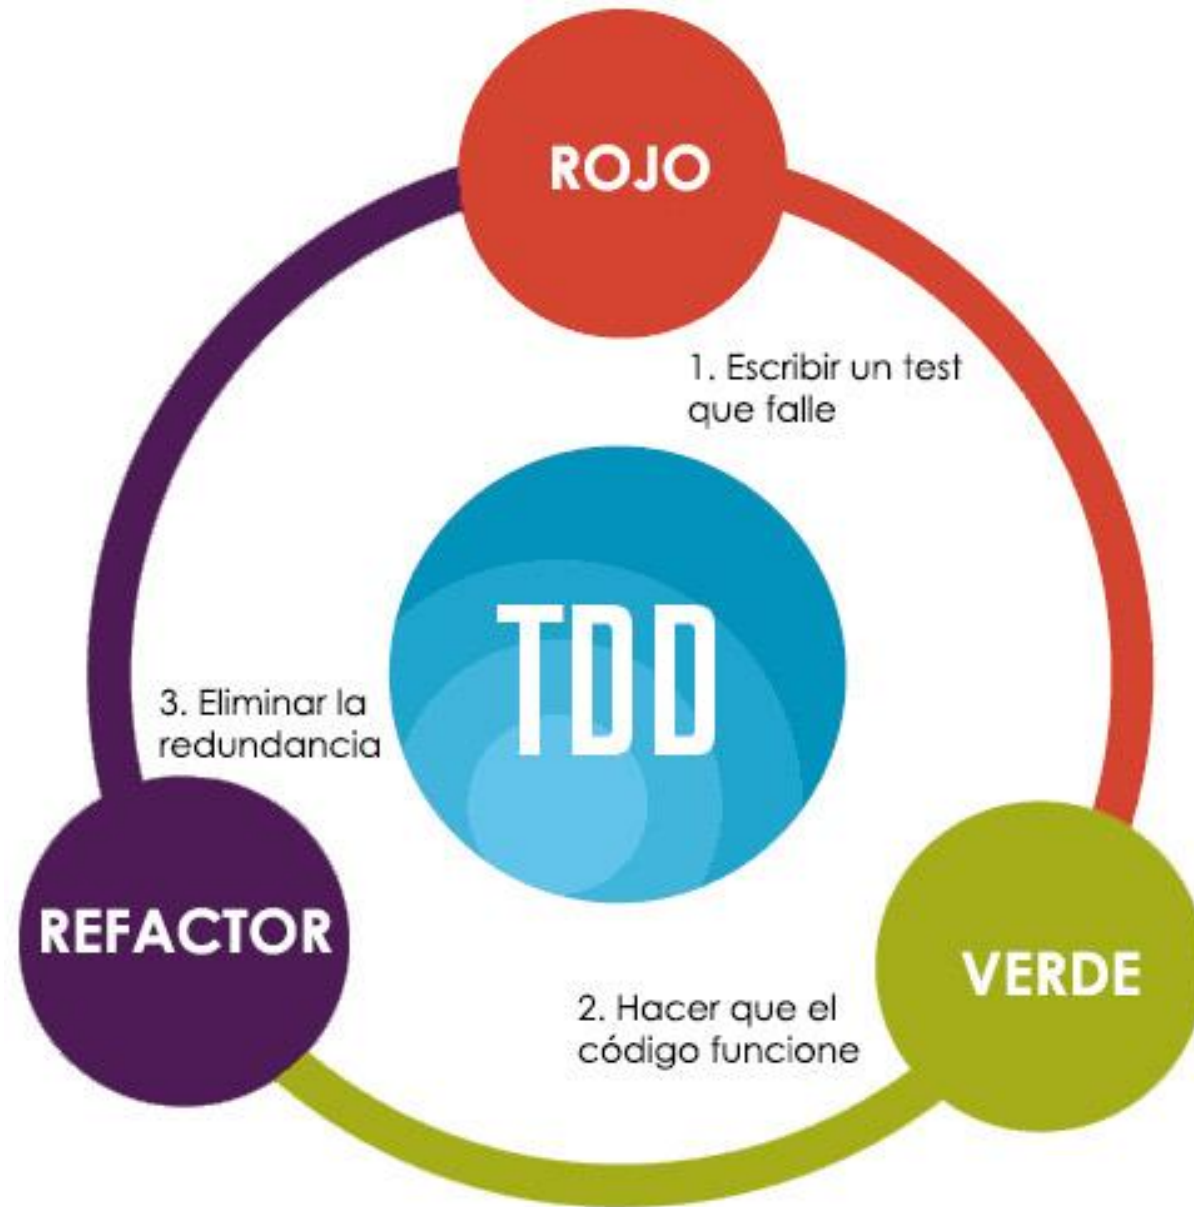 ROJO
1. Escribir un test
que falle
TDD
3. Eliminar la
redundancia
REFACTOR
VERDE
2. Hacer que el
código funcione